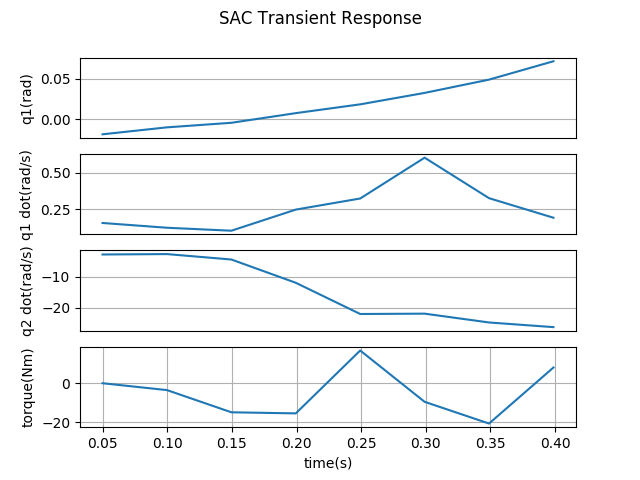 SAC Transient Response
q1(rad)
0.05
0.00
q1 dot(rad/s)
0.50
0.25
q2 dot(rad/s)
−10
−20
torque(Nm)
0
−20
0.05 0.10 0.15 0.20 0.25 0.30 0.35 0.40
time(s)